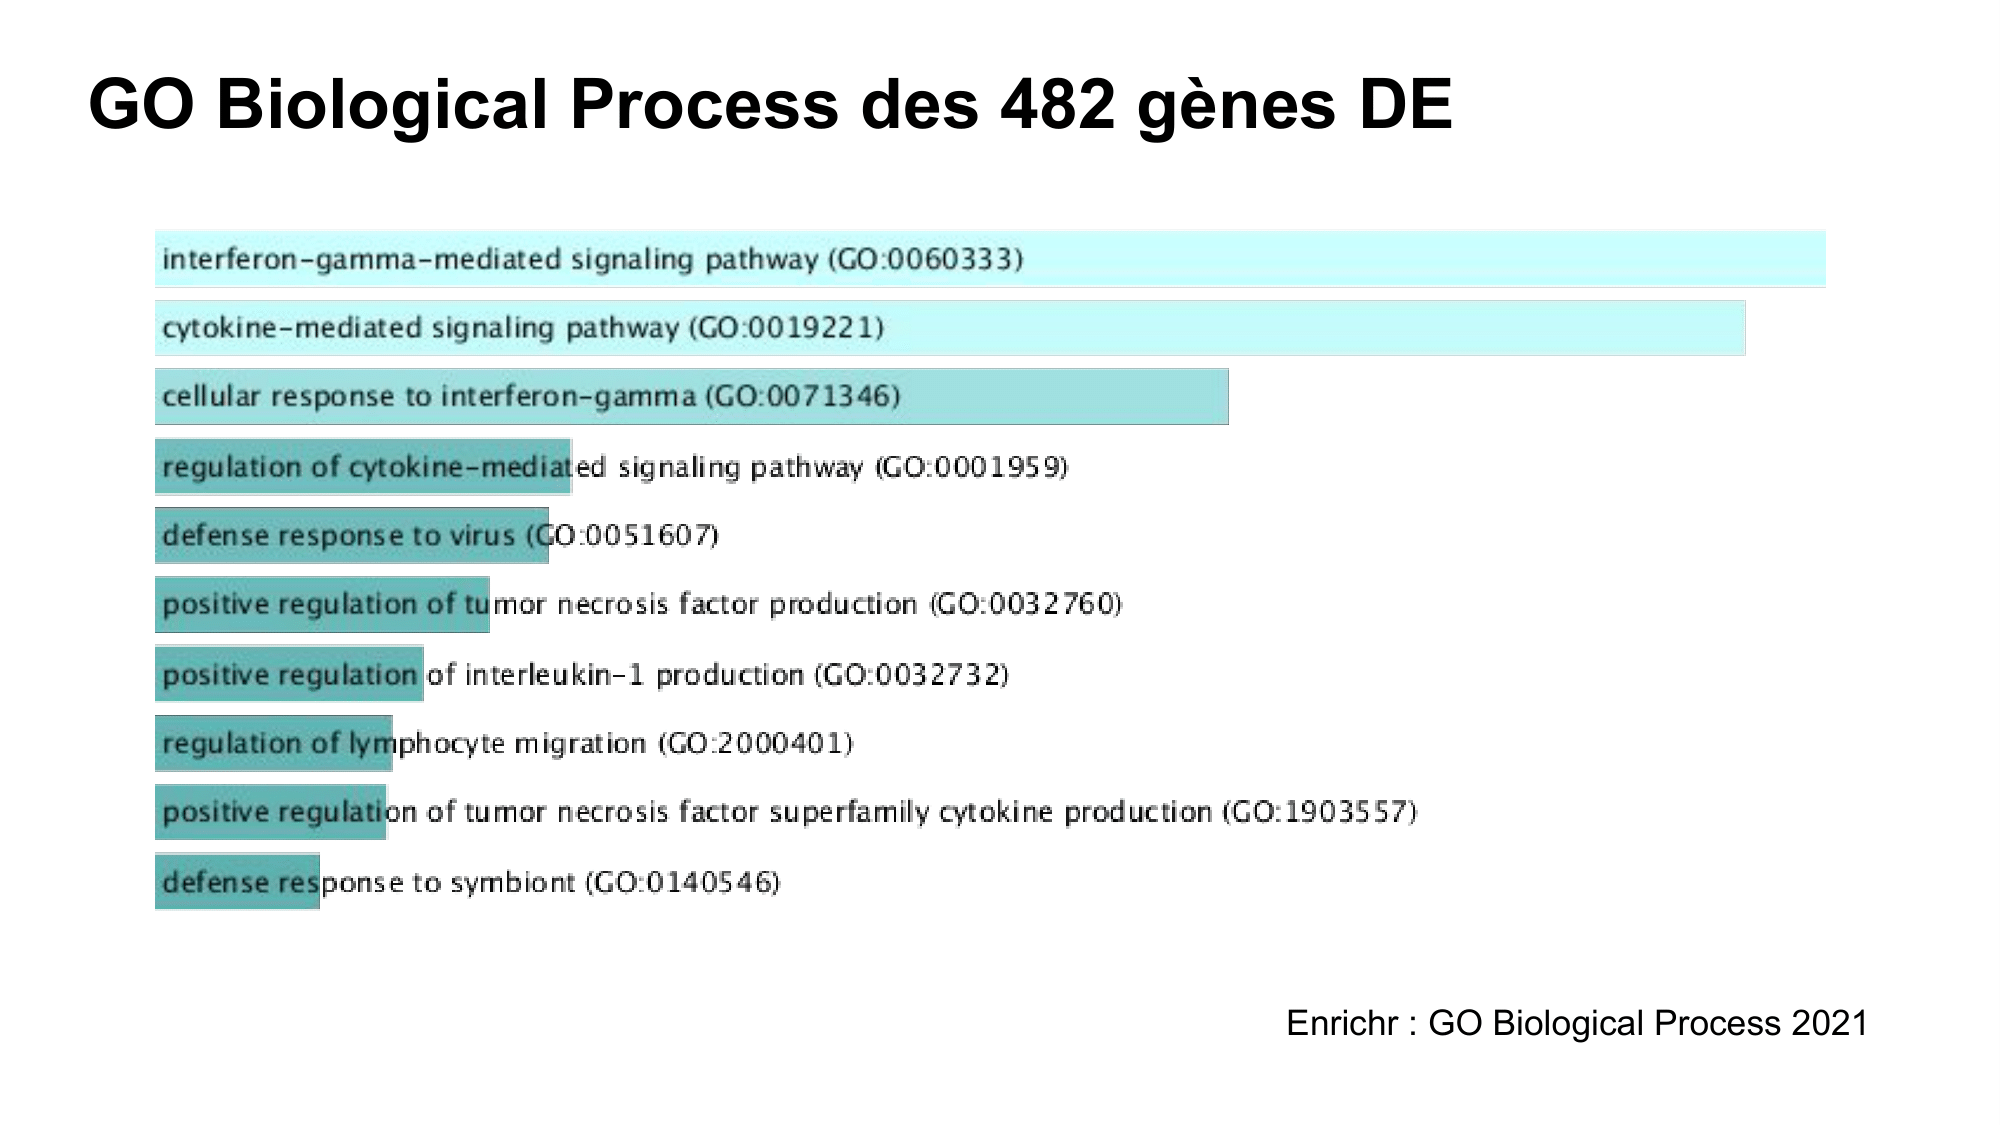 GO Biological Process des 482 gènes DE
interferon-gamma-mediated signaling pathway (GO:0060333)
cytokine-mediated signaling pathway (GO:0019221)
cellular response to interferon-gamma (GO:0071346)
regulation of cytokine-mediated signaling pathway (GO:0001959)
defense response to virus (GO:0051607)
positive regulation of tumor necrosis factor production (GO:0032760)
positive regulation of interleukin-1 production (GO:0032732)
regulation of lymphocyte migration (GO:2000401)
positive regulation of tumor necrosis factor superfamily cytokine production (GO:1903557)
defense response to symbiont (GO:0140546)
Enrichr : GO Biological Process 2021